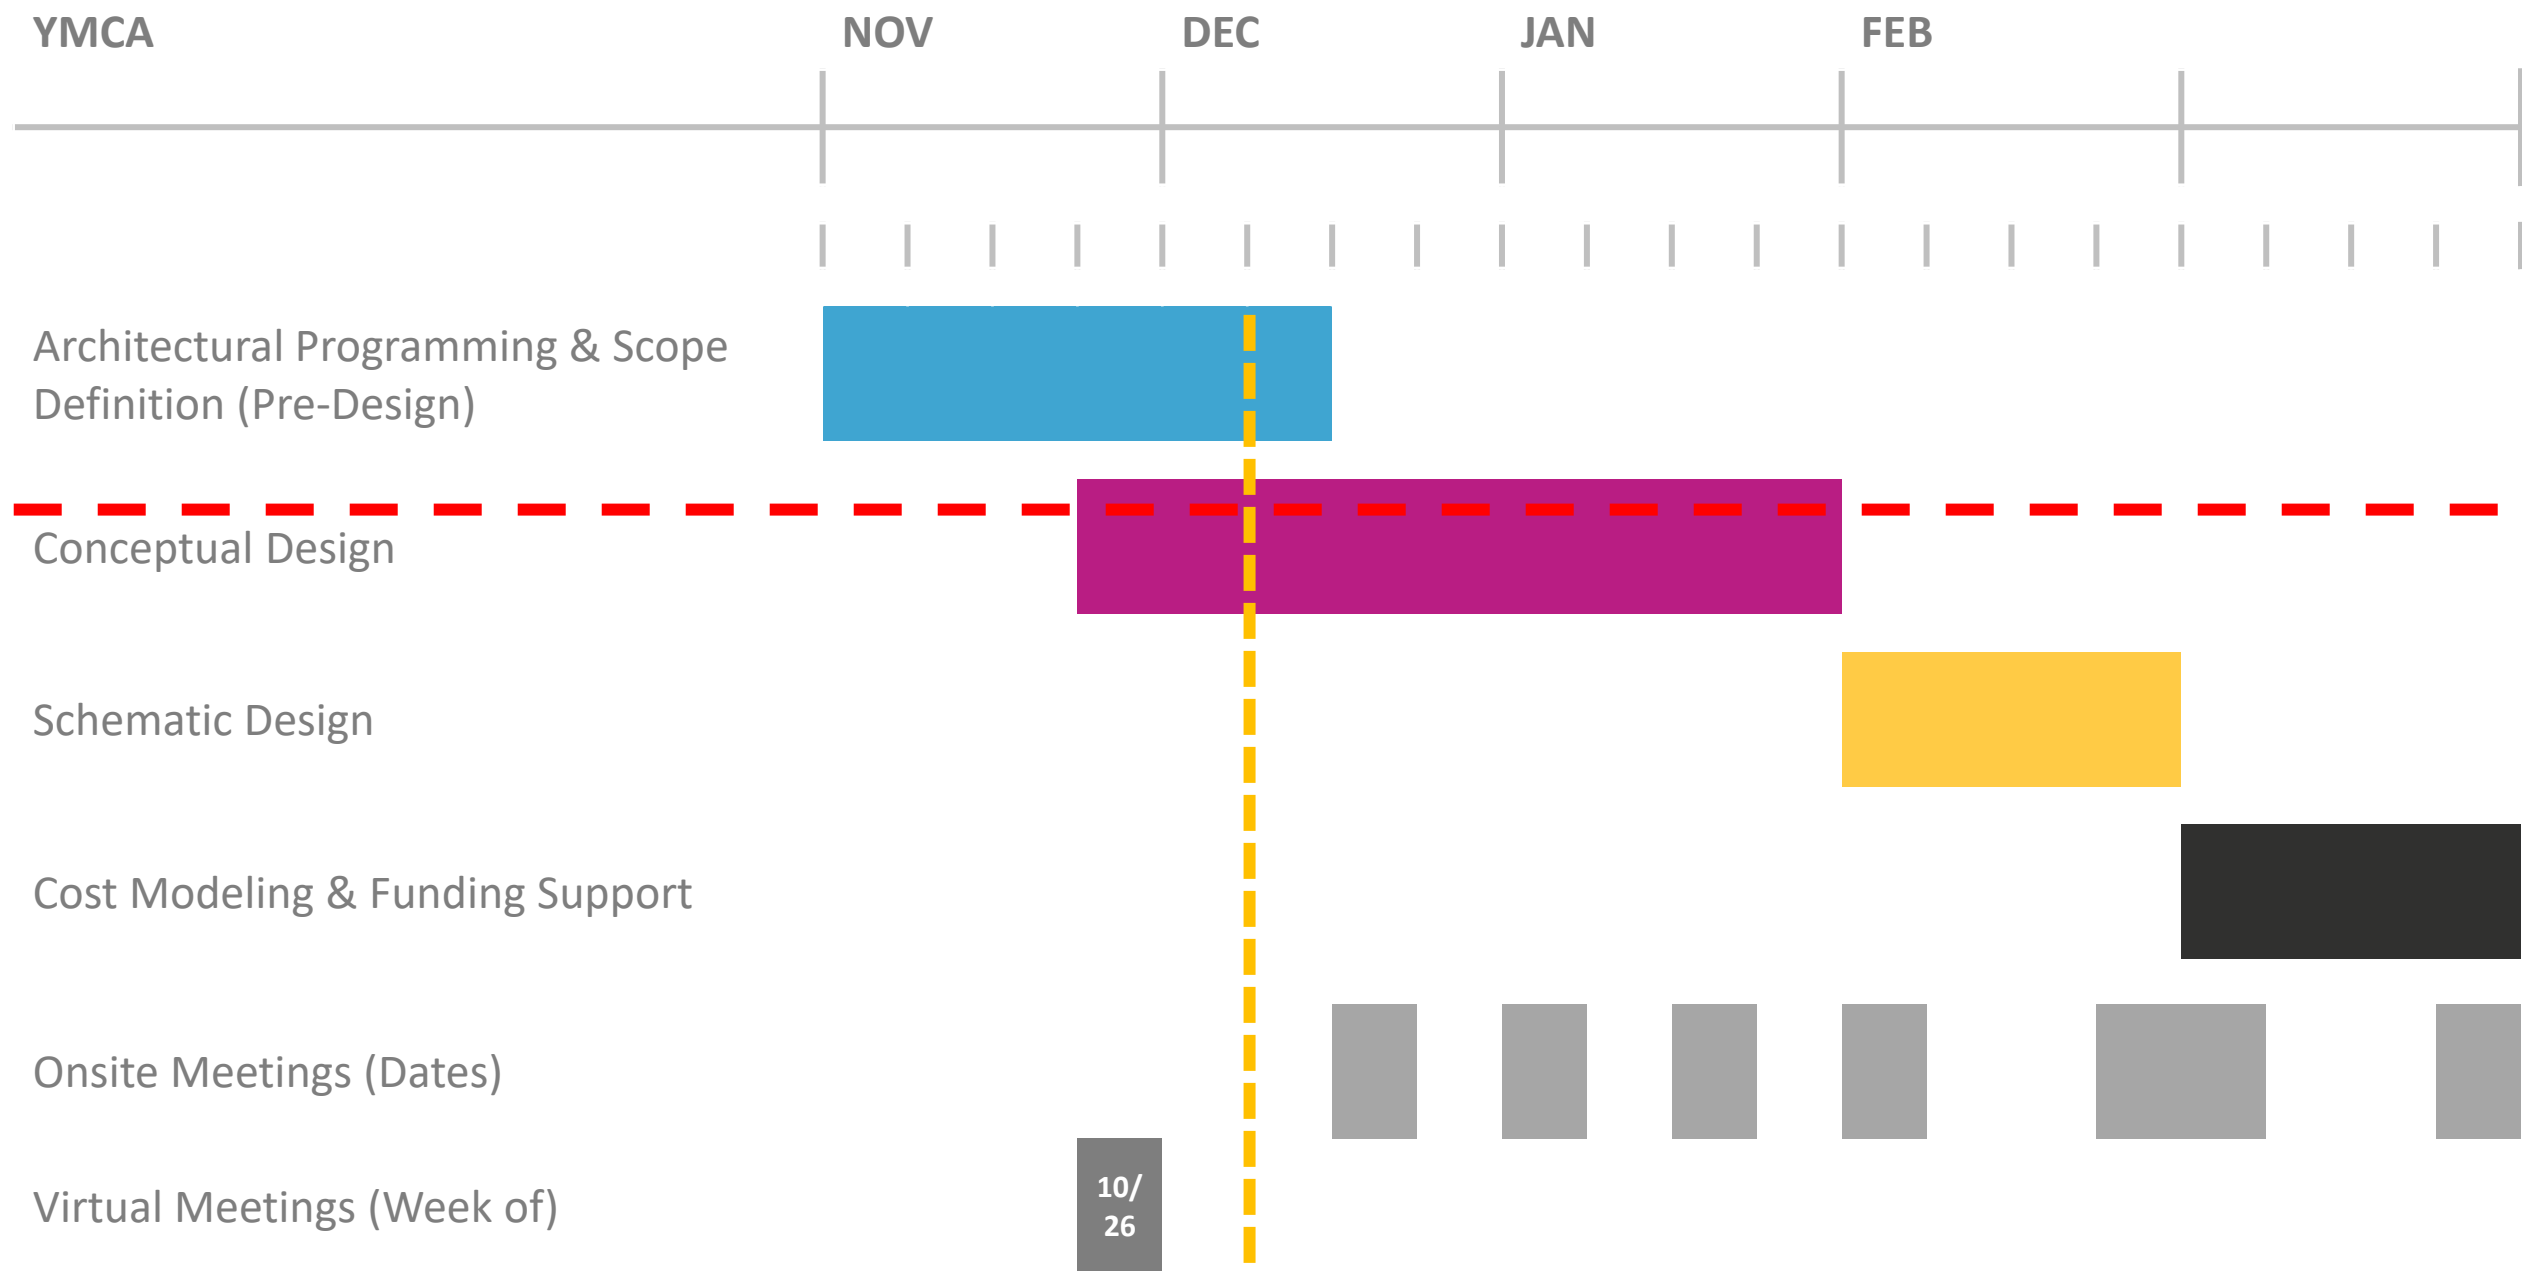 YMCA NOV DEC JAN FEB
Architectural Programming & Scope
Definition (Pre-Design)
Conceptual Design
Schematic Design
Cost Modeling & Funding Support
Onsite Meetings (Dates)
Virtual Meetings (Week of)
10/
26